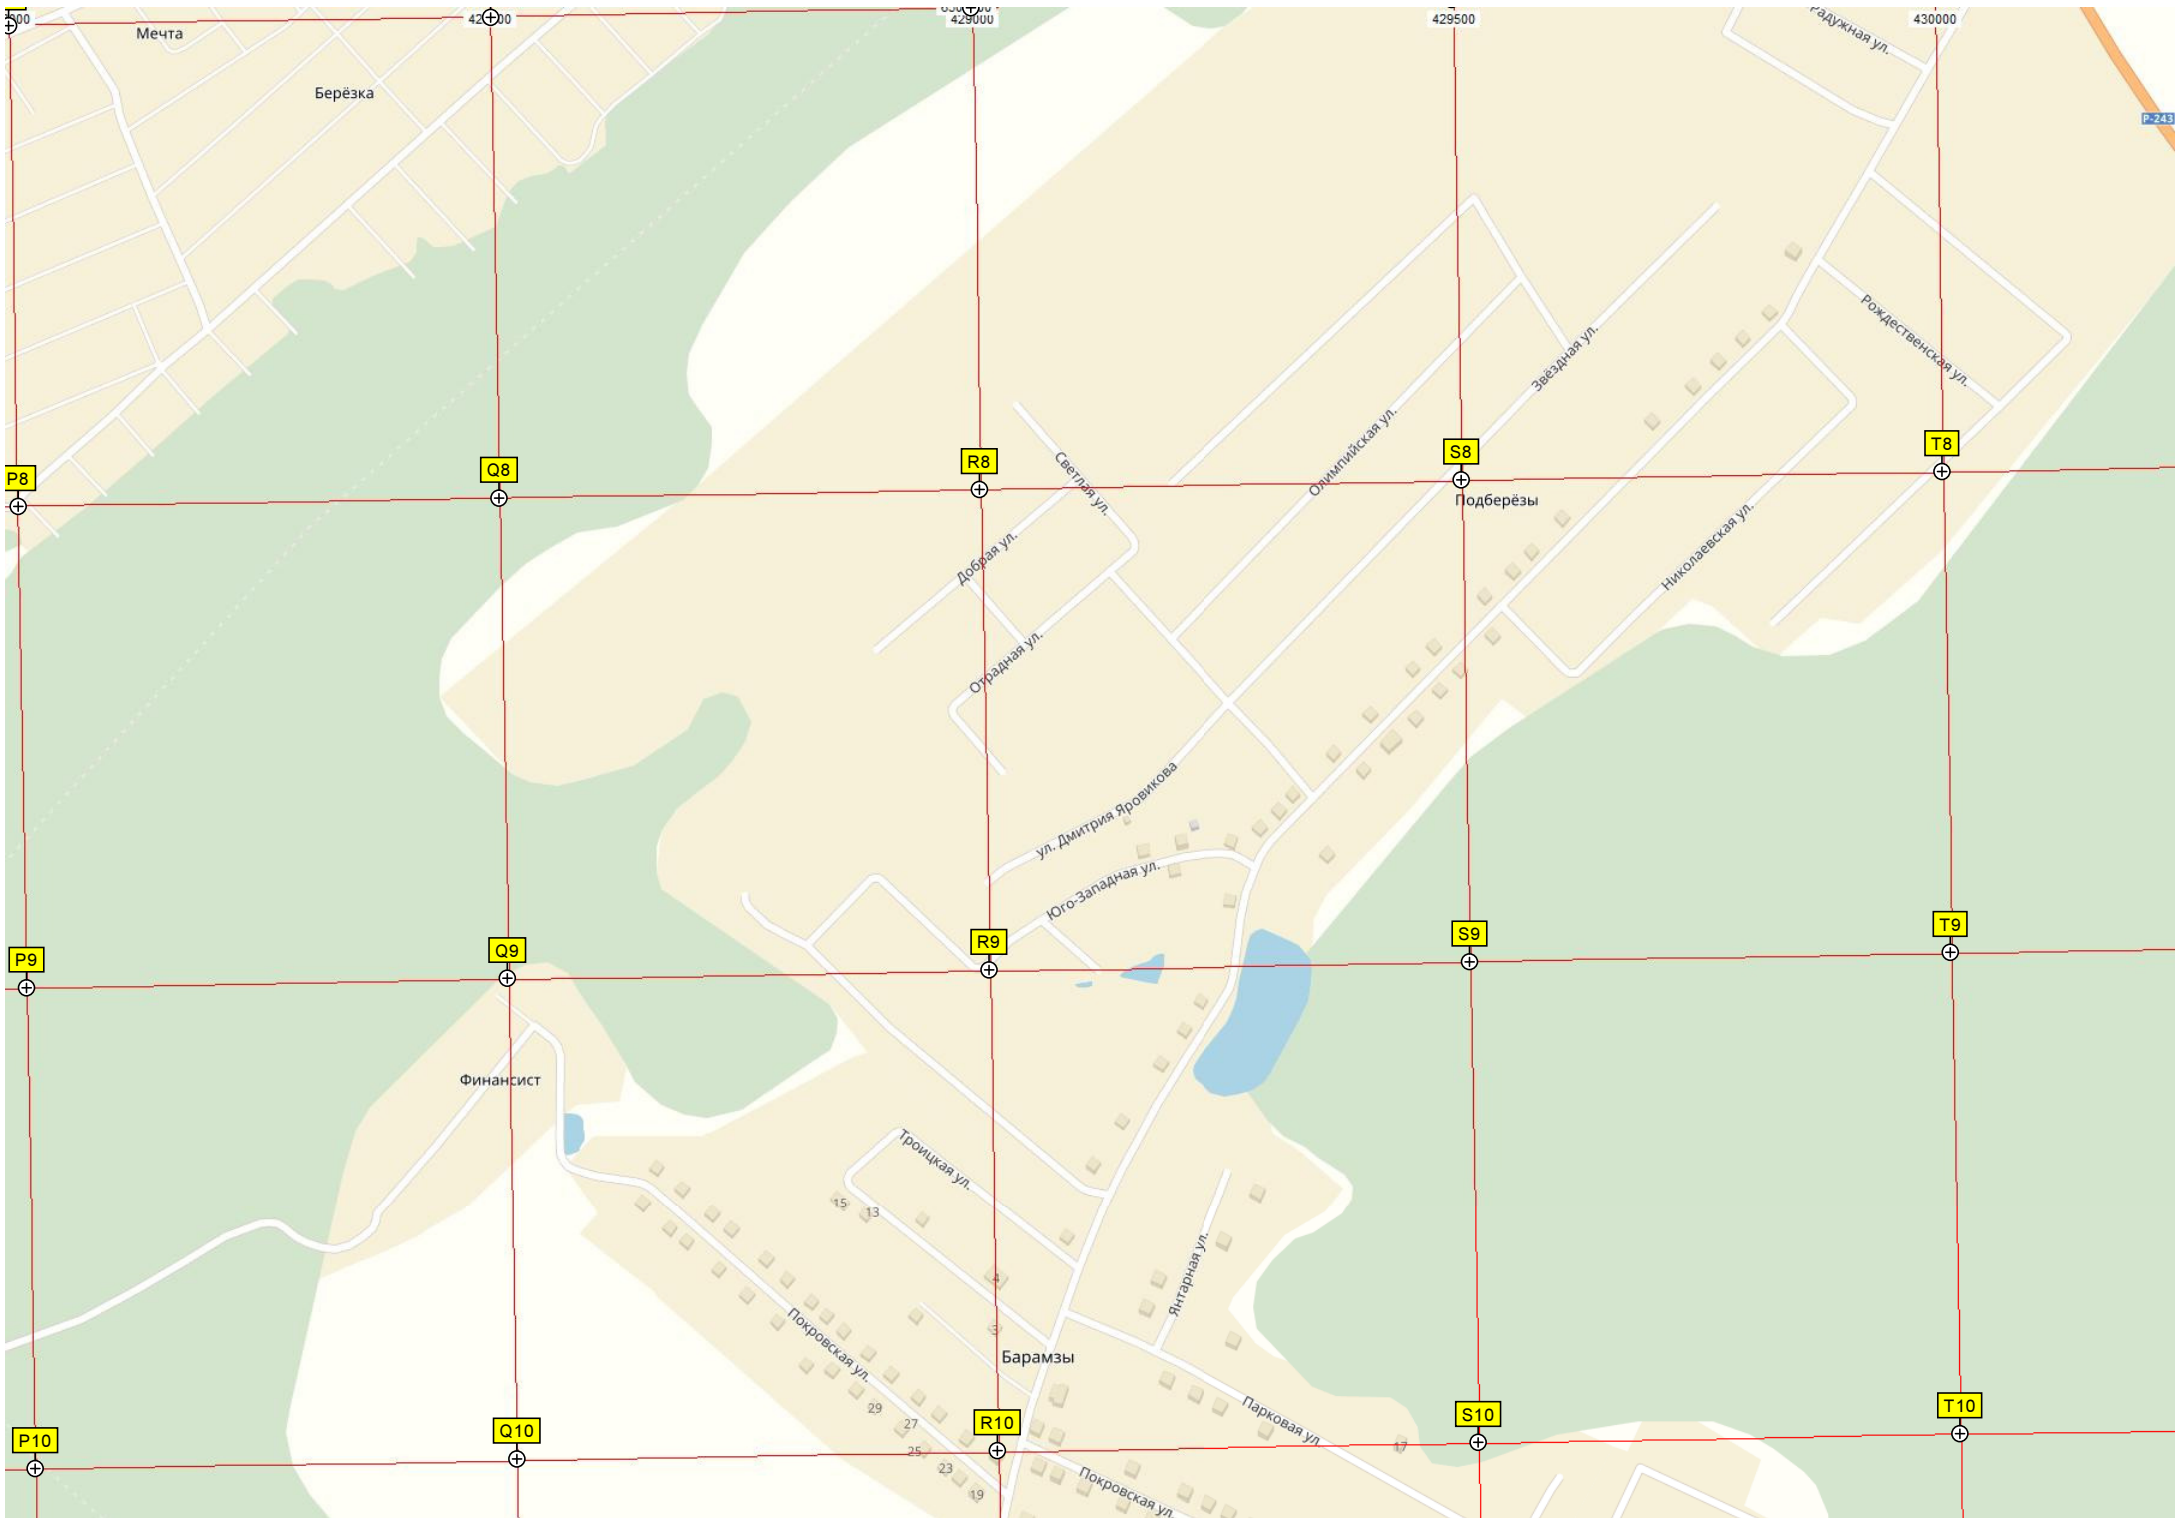 429000
429500
430000
Радужная ул.
Мечта
Берёзка
Р-243
Рождественская ул.
Звёздная ул.
Олимпийская ул.
Светлая ул.
P8
Q8
R8
S8
T8
Подберёзы
Добрая ул.
Николаевская ул.
Отрадная ул.
ул. Дмитрия Яровикова
Юго-Западная ул.
P9
Q9
R9
S9
T9
Финансист
Троицкая ул.
15
13
4
Янтарная ул.
3
Покровская ул.
Барамзы
29
27
25
23
19
Парковая ул.
17
P10
Q10
R10
S10
T10
Покровская ул.